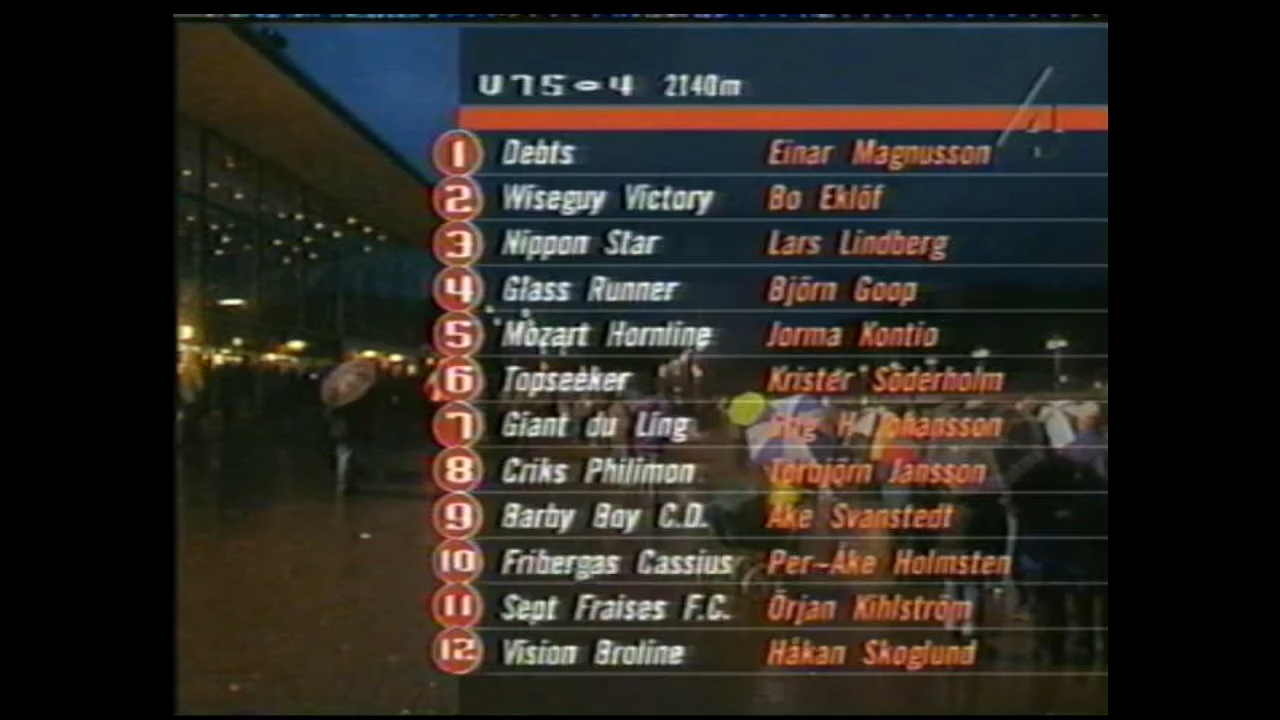 V75-4 2140m
4
1 Debts Einar Magnusson
2 Wiseguy Victory Bo Eklöf
3 Nippon Star Lars Lindberg
4 Glass Runner Björn Goop
5 Mozart Hornline Jorma Kontio
6 Topseeker Krister Söderholm
7 Giant du Ling Stig H Johansson
8 Criks Philimon Torbjörn Jansson
9 Barby Boy C.D. Åke Svanstedt
10 Fribergas Cassius Per-Åke Holmsten
11 Sept Fraises F.C. Örjan Kihlström
12 Vision Broline Håkan Skoglund